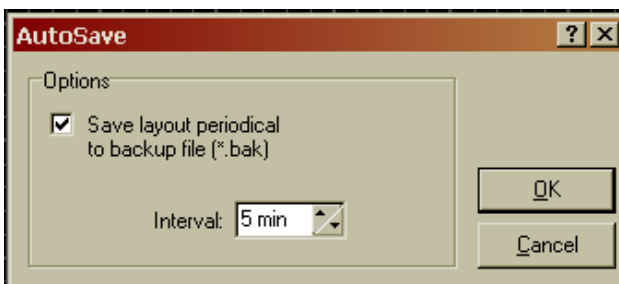 AutoSave
Options
Save layout periodical
to backup file (*.bak)
Interval: 5 min
OK
Cancel